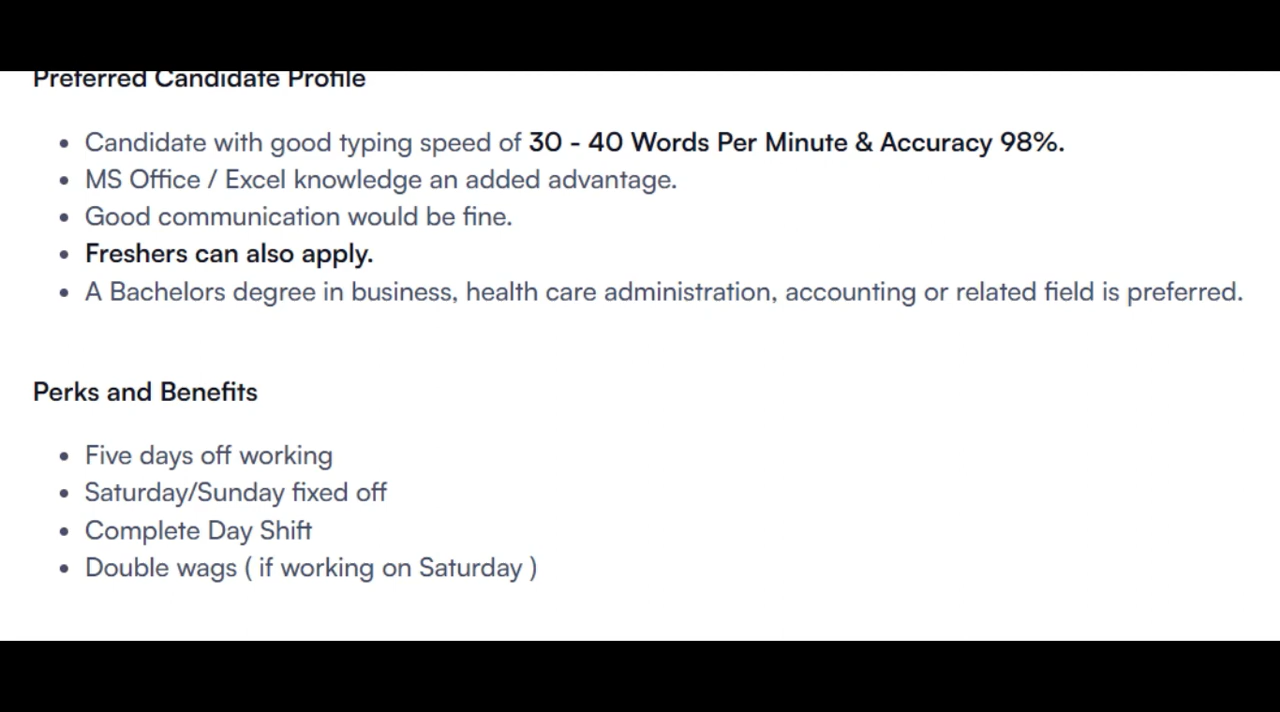 Preferred Candidate Profile
• Candidate with good typing speed of 30 - 40 Words Per Minute & Accuracy 98%.
• MS Office / Excel knowledge an added advantage.
• Good communication would be fine.
• Freshers can also apply.
• A Bachelors degree in business, health care administration, accounting or related field is preferred.
Perks and Benefits
• Five days off working
• Saturday/Sunday fixed off
• Complete Day Shift
• Double wags ( if working on Saturday )